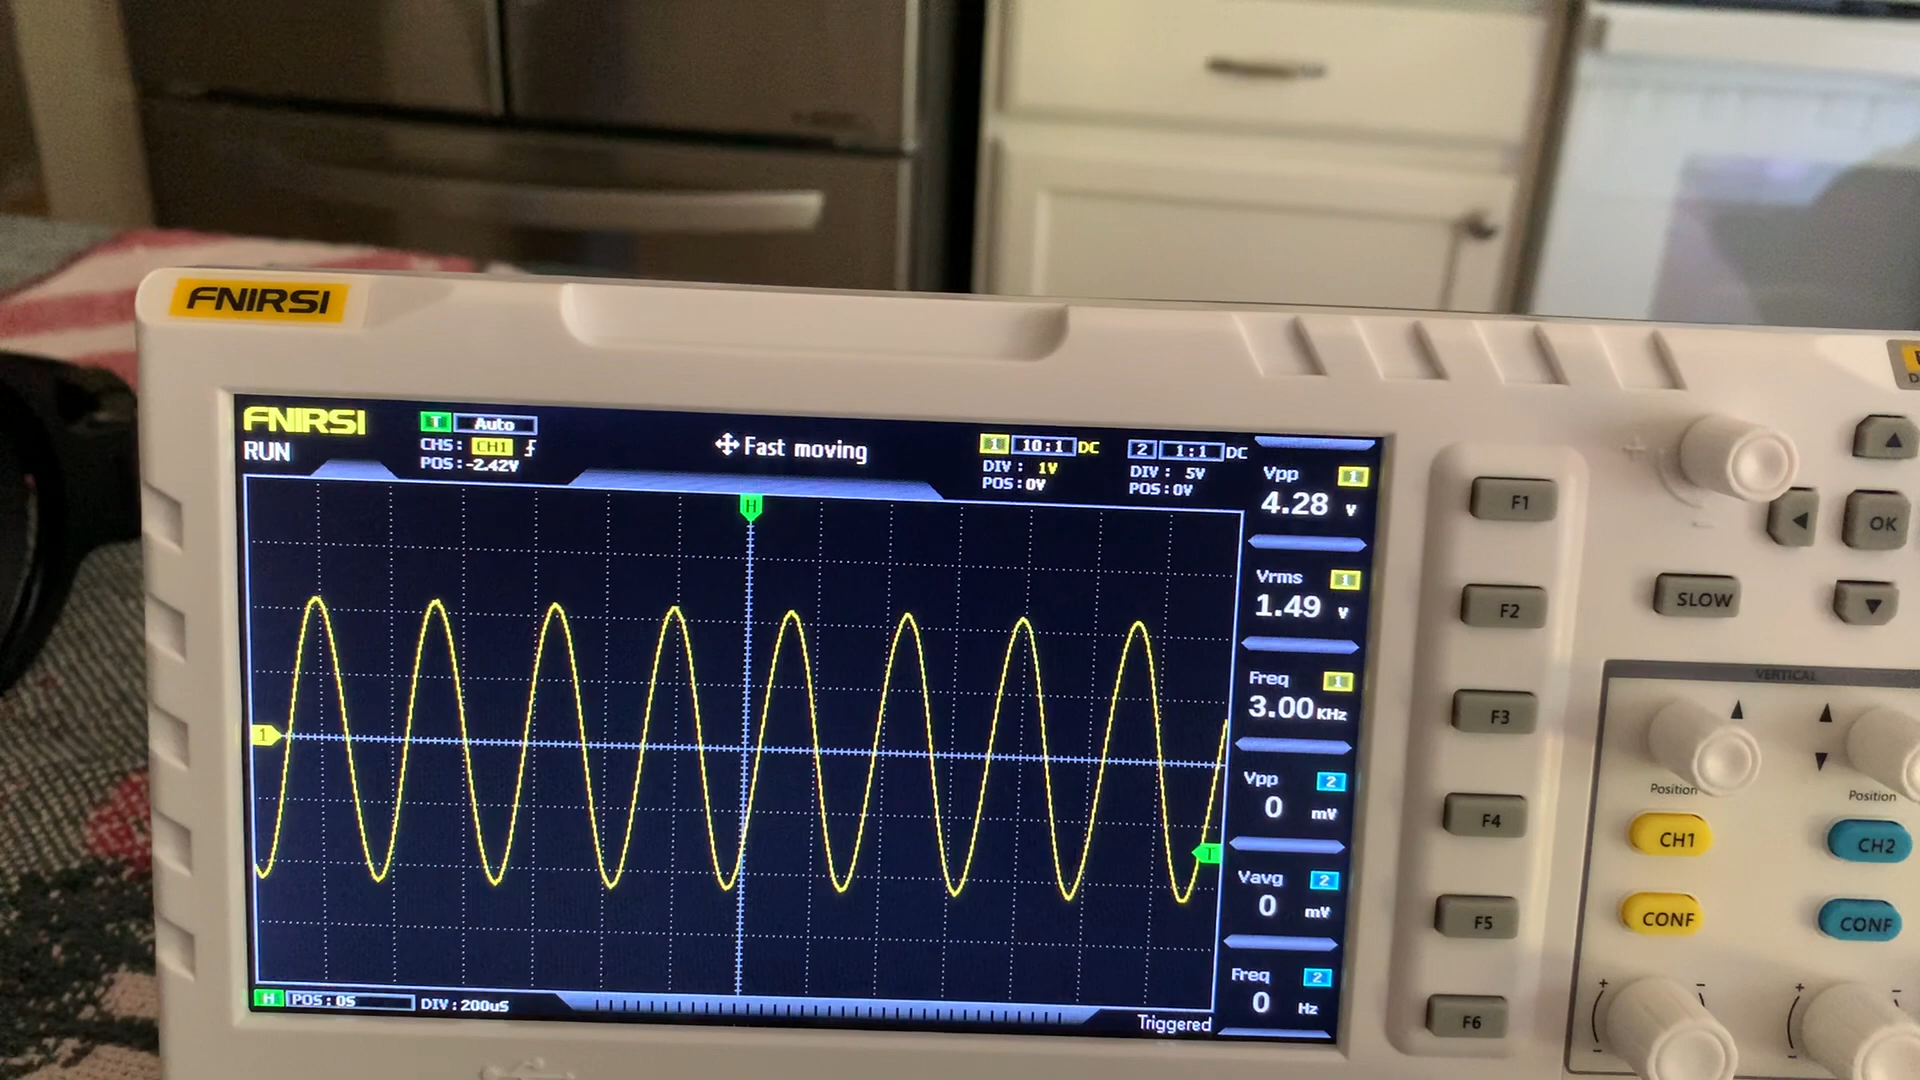 FNIRSI
FNIRSI
RUN
T Auto
CHS: CH1
POS:-2.42V
Fast moving
1 10:1 DC
DIV: 1V
POS:0V
2 1:1 DC
DIV: 5V
POS:0V
H
1
T
Vpp 1
4.28 V
Vrms 1
1.49 V
Freq 1
3.00 KHz
Vpp 2
0 mV
Vavg 2
0 mV
Freq 2
0 Hz
H POS:0S
DIV:200uS
Triggered
F1
F2
F3
F4
F5
F6
OK
SLOW
VERTICAL
Position
Position
CH1
CH2
CONF
CONF
+ -
+ -